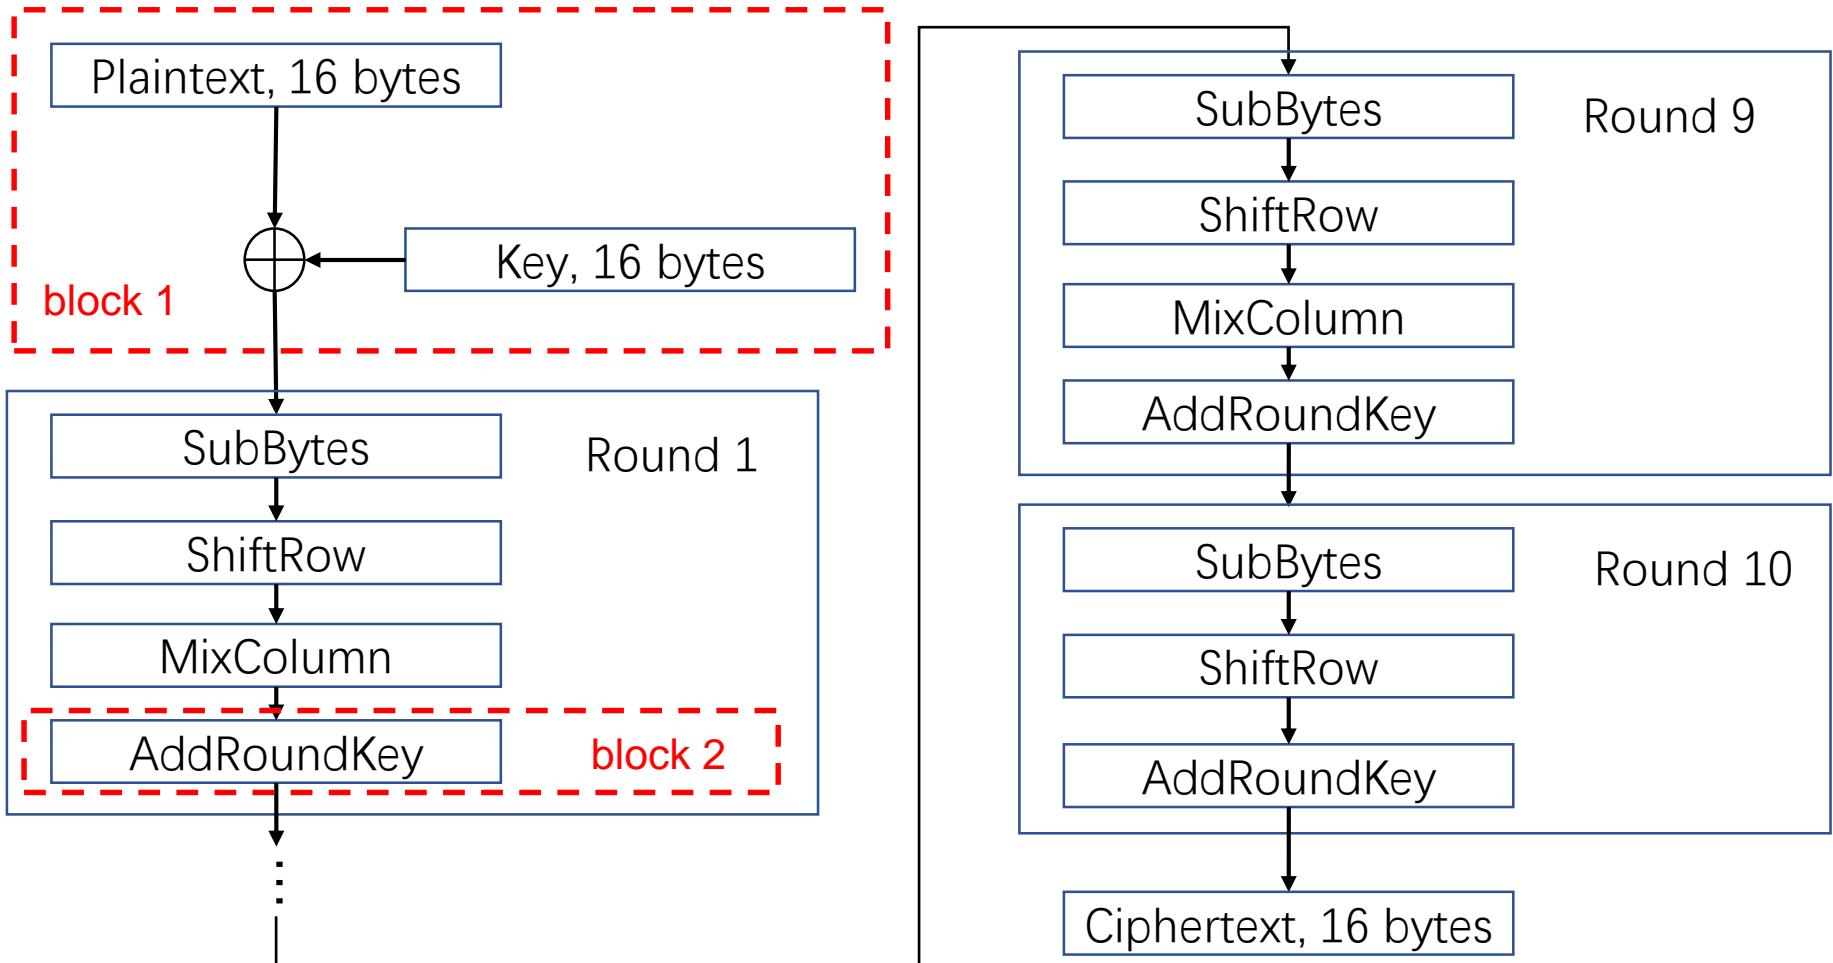 Plaintext, 16 bytes
Key, 16 bytes
block 1
SubBytes
Round 1
ShiftRow
MixColumn
AddRoundKey
block 2
SubBytes
Round 9
ShiftRow
MixColumn
AddRoundKey
SubBytes
Round 10
ShiftRow
AddRoundKey
Ciphertext, 16 bytes